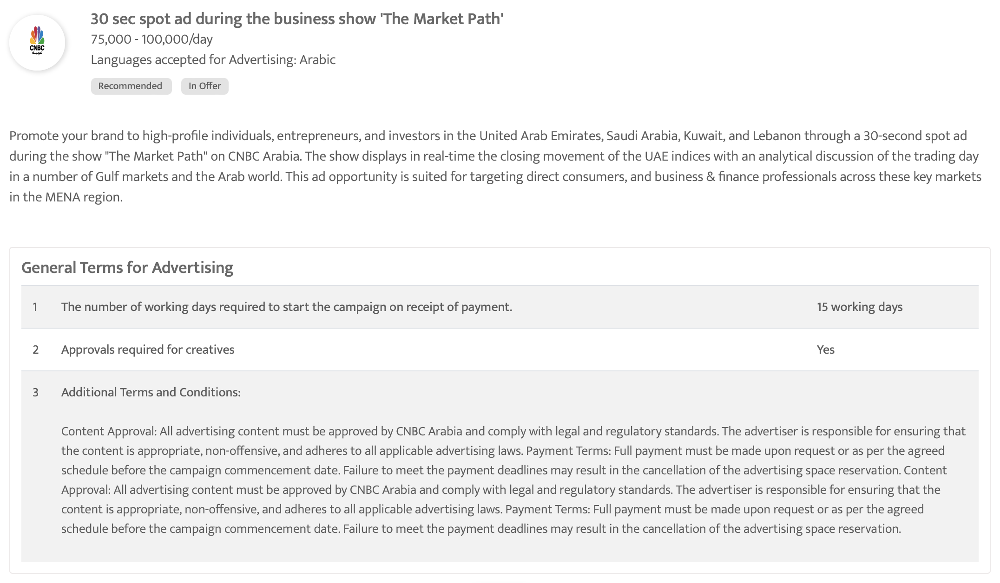 30 sec spot ad during the business show 'The Market Path'
75,000 - 100,000/day
CNBC
عربية
Languages accepted for Advertising: Arabic
Recommended
In Offer
Promote your brand to high-profile individuals, entrepreneurs, and investors in the United Arab Emirates, Saudi Arabia, Kuwait, and Lebanon through a 30-second spot ad
during the show "The Market Path" on CNBC Arabia. The show displays in real-time the closing movement of the UAE indices with an analytical discussion of the trading day
in a number of Gulf markets and the Arab world. This ad opportunity is suited for targeting direct consumers, and business & finance professionals across these key markets
in the MENA region.
General Terms for Advertising
1 The number of working days required to start the campaign on receipt of payment. 15 working days
2 Approvals required for creatives Yes
3 Additional Terms and Conditions:
Content Approval: All advertising content must be approved by CNBC Arabia and comply with legal and regulatory standards. The advertiser is responsible for ensuring that
the content is appropriate, non-offensive, and adheres to all applicable advertising laws. Payment Terms: Full payment must be made upon request or as per the agreed
schedule before the campaign commencement date. Failure to meet the payment deadlines may result in the cancellation of the advertising space reservation. Content
Approval: All advertising content must be approved by CNBC Arabia and comply with legal and regulatory standards. The advertiser is responsible for ensuring that the
content is appropriate, non-offensive, and adheres to all applicable advertising laws. Payment Terms: Full payment must be made upon request or as per the agreed
schedule before the campaign commencement date. Failure to meet the payment deadlines may result in the cancellation of the advertising space reservation.